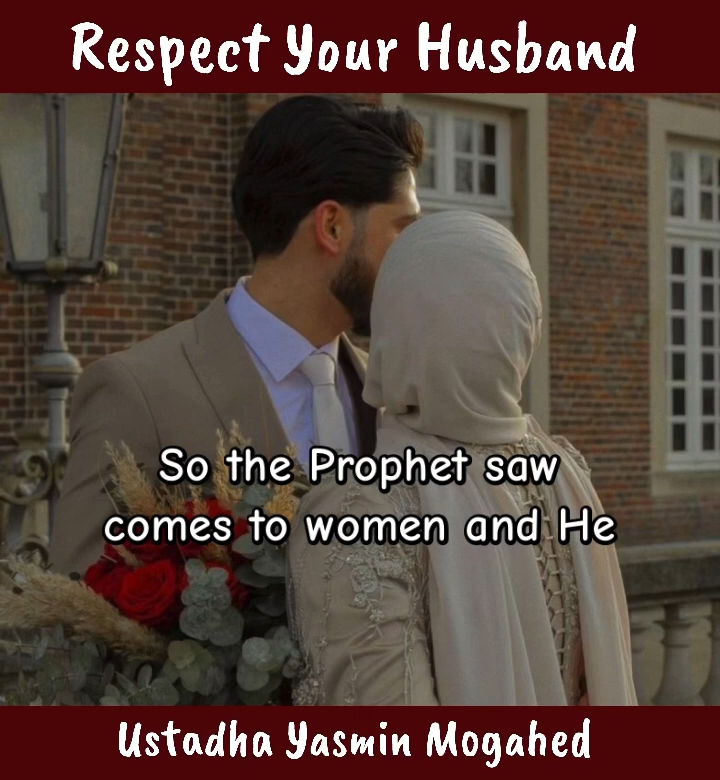 Respect Your Husband
So the Prophet saw
comes to women and He
Ustadha Yasmin Mogahed